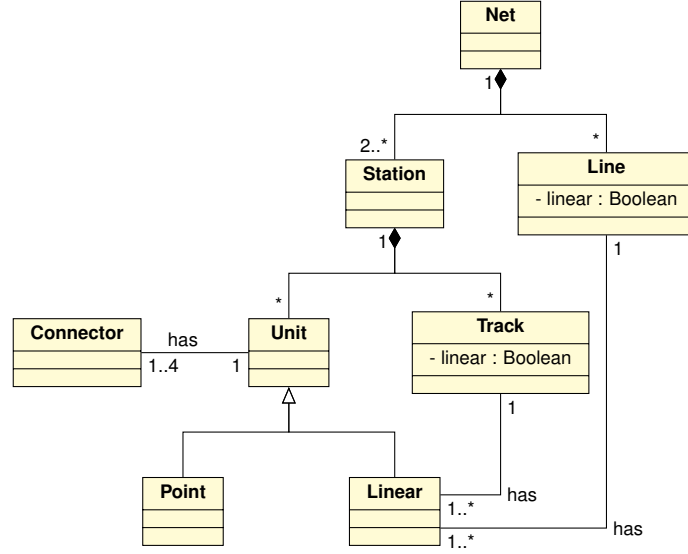 Net
1
2..*
*
Station
Line
- linear : Boolean
1
1
*
*
Connector
has
Unit
Track
1..4
1
- linear : Boolean
1
Point
Linear
has
1..*
1..*
has